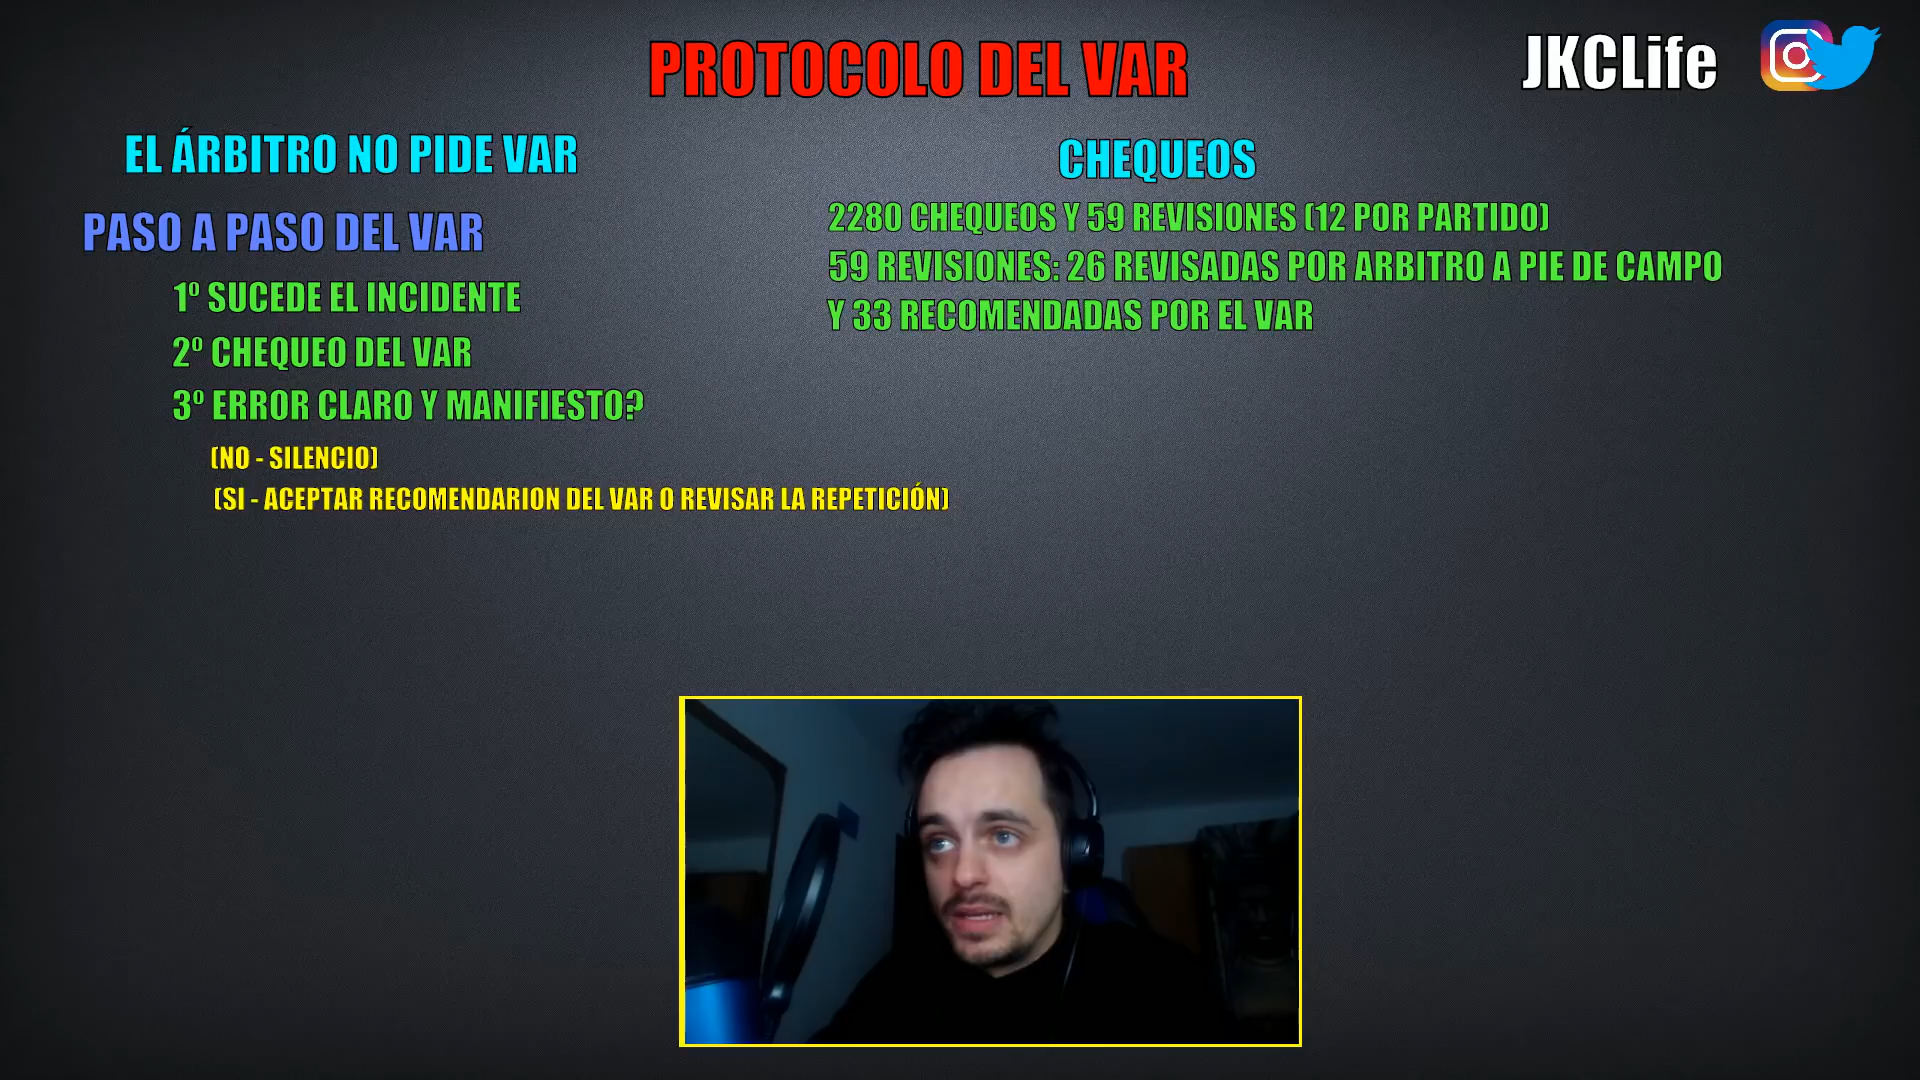 PROTOCOLO DEL VAR
JKCLife
EL ÁRBITRO NO PIDE VAR
PASO A PASO DEL VAR
1º SUCEDE EL INCIDENTE
2º CHEQUEO DEL VAR
3º ERROR CLARO Y MANIFIESTO?
(NO - SILENCIO)
(SI - ACEPTAR RECOMENDARION DEL VAR O REVISAR LA REPETICIÓN)
CHEQUEOS
2280 CHEQUEOS Y 59 REVISIONES (12 POR PARTIDO)
59 REVISIONES: 26 REVISADAS POR ARBITRO A PIE DE CAMPO
Y 33 RECOMENDADAS POR EL VAR